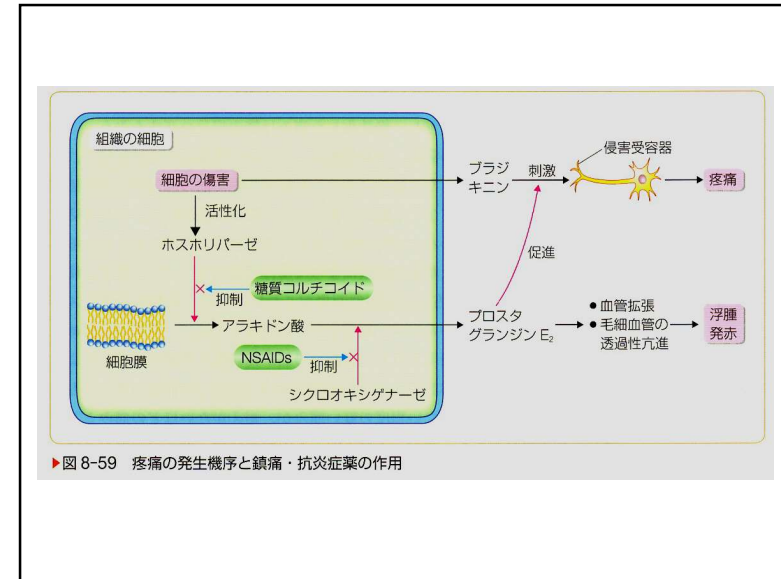 組織の細胞
細胞の傷害
活性化
ホスホリパーゼ
抑制
糖質コルチコイド
細胞膜
アラキドン酸
NSAIDs
抑制
シクロオキシゲナーゼ
ブラジ
キニン
刺激
侵害受容器
疼痛
促進
プロスタ
グランジン E₂
● 血管拡張
● 毛細血管の
透過性亢進
浮腫
発赤
▶図 8-59 疼痛の発生機序と鎮痛・抗炎症薬の作用